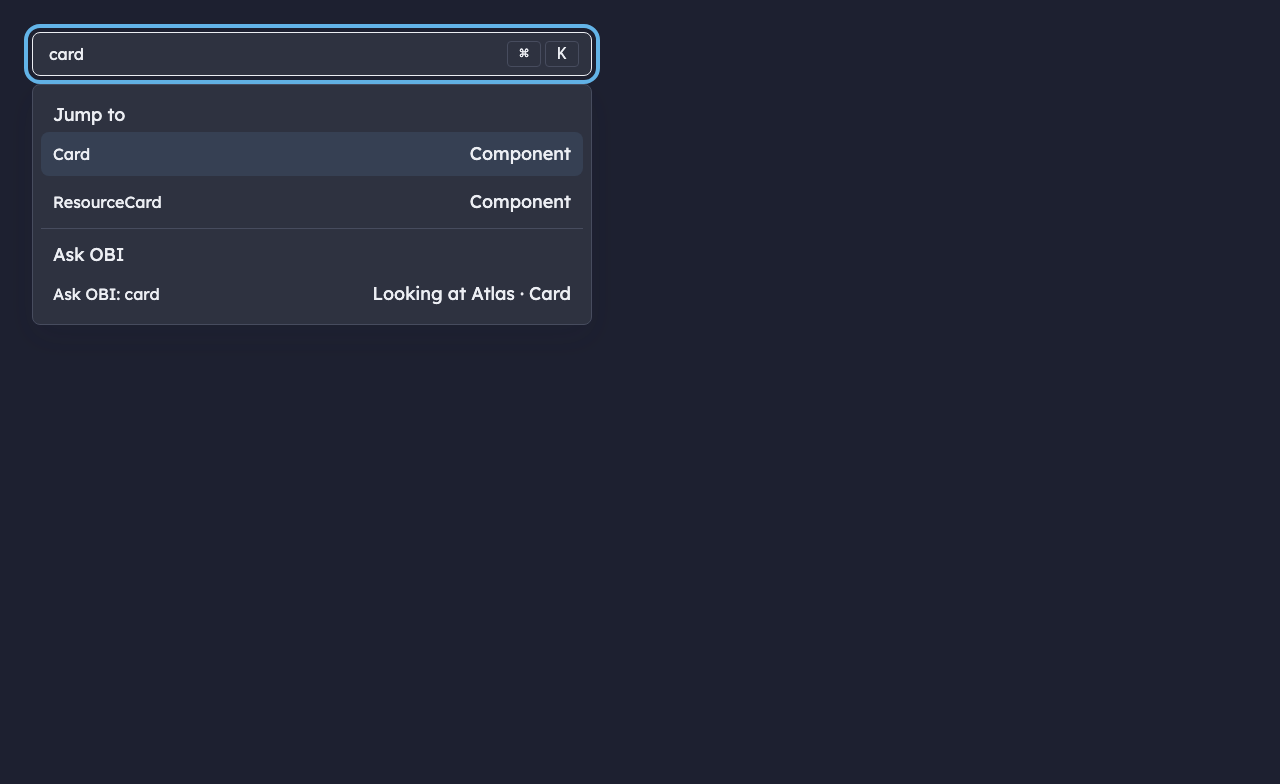 card ⌘ K
Jump to
Card Component
ResourceCard Component
Ask OBI
Ask OBI: card Looking at Atlas · Card